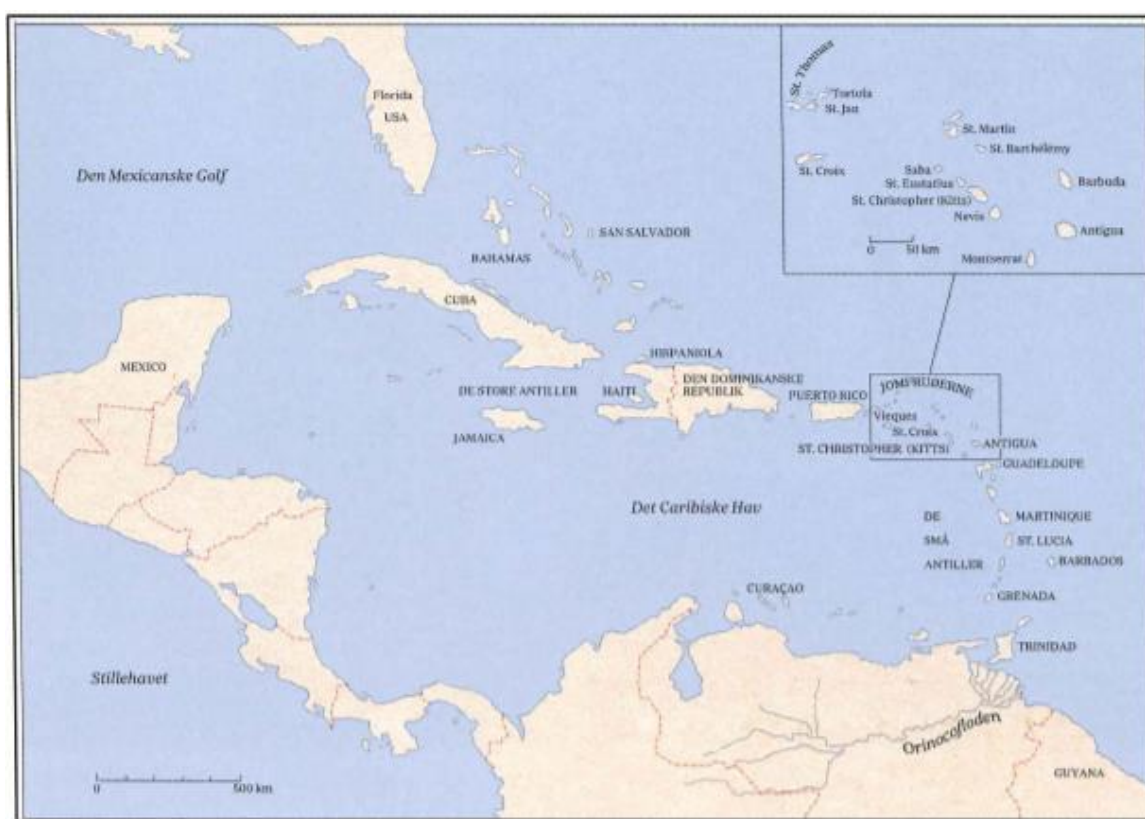 Florida
USA
Den Mexicanske Golf
BAHAMAS
SAN SALVADOR
CUBA
MEXICO
HISPANIOLA
DE STORE ANTILLER
HAITI
DEN DOMINIKANSKE
REPUBLIK
PUERTO RICO
JOMFRUØERNE
Vieques
St. Croix
JAMAICA
ST. CHRISTOPHER (KITTS)
ANTIGUA
GUADELOUPE
Det Caribiske Hav
DE
SMÅ
ANTILLER
MARTINIQUE
ST. LUCIA
BARBADOS
GRENADA
CURAÇAO
TRINIDAD
Stillehavet
Orinocofloden
GUYANA
0 500 km
St. Thomas
Tortola
St. Jan
St. Croix
St. Martin
St. Barthélemy
Saba
St. Eustatius
St. Christopher (Kitts)
Nevis
Barbuda
Antigua
Montserrat
0 50 km